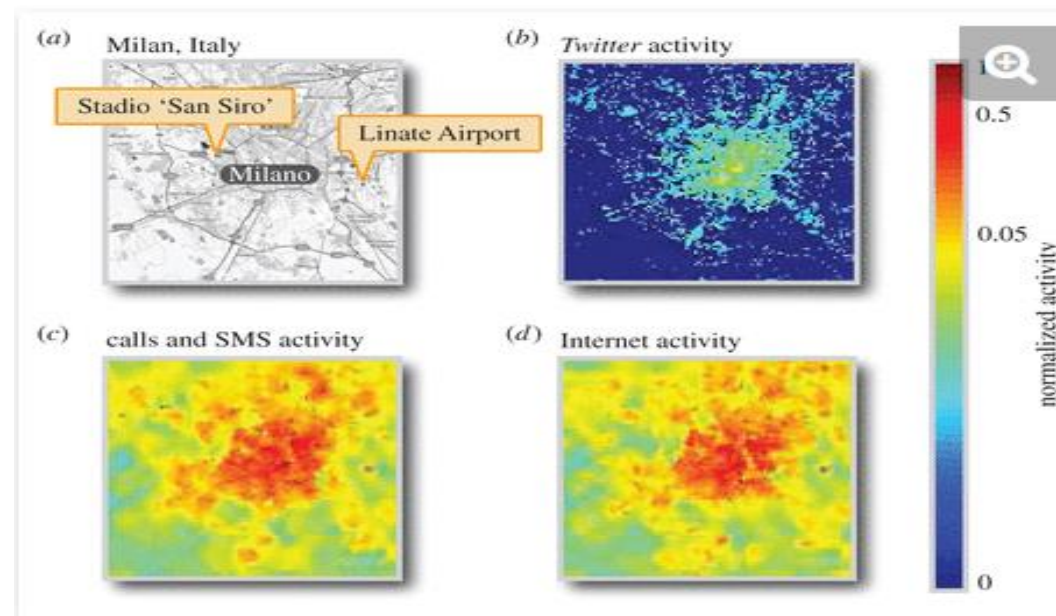 (a) Milan, Italy
Stadio ‘San Siro’
Linate Airport
Milano
(b) Twitter activity
(c) calls and SMS activity
(d) Internet activity
1
0.5
0.05
0
normalized activity